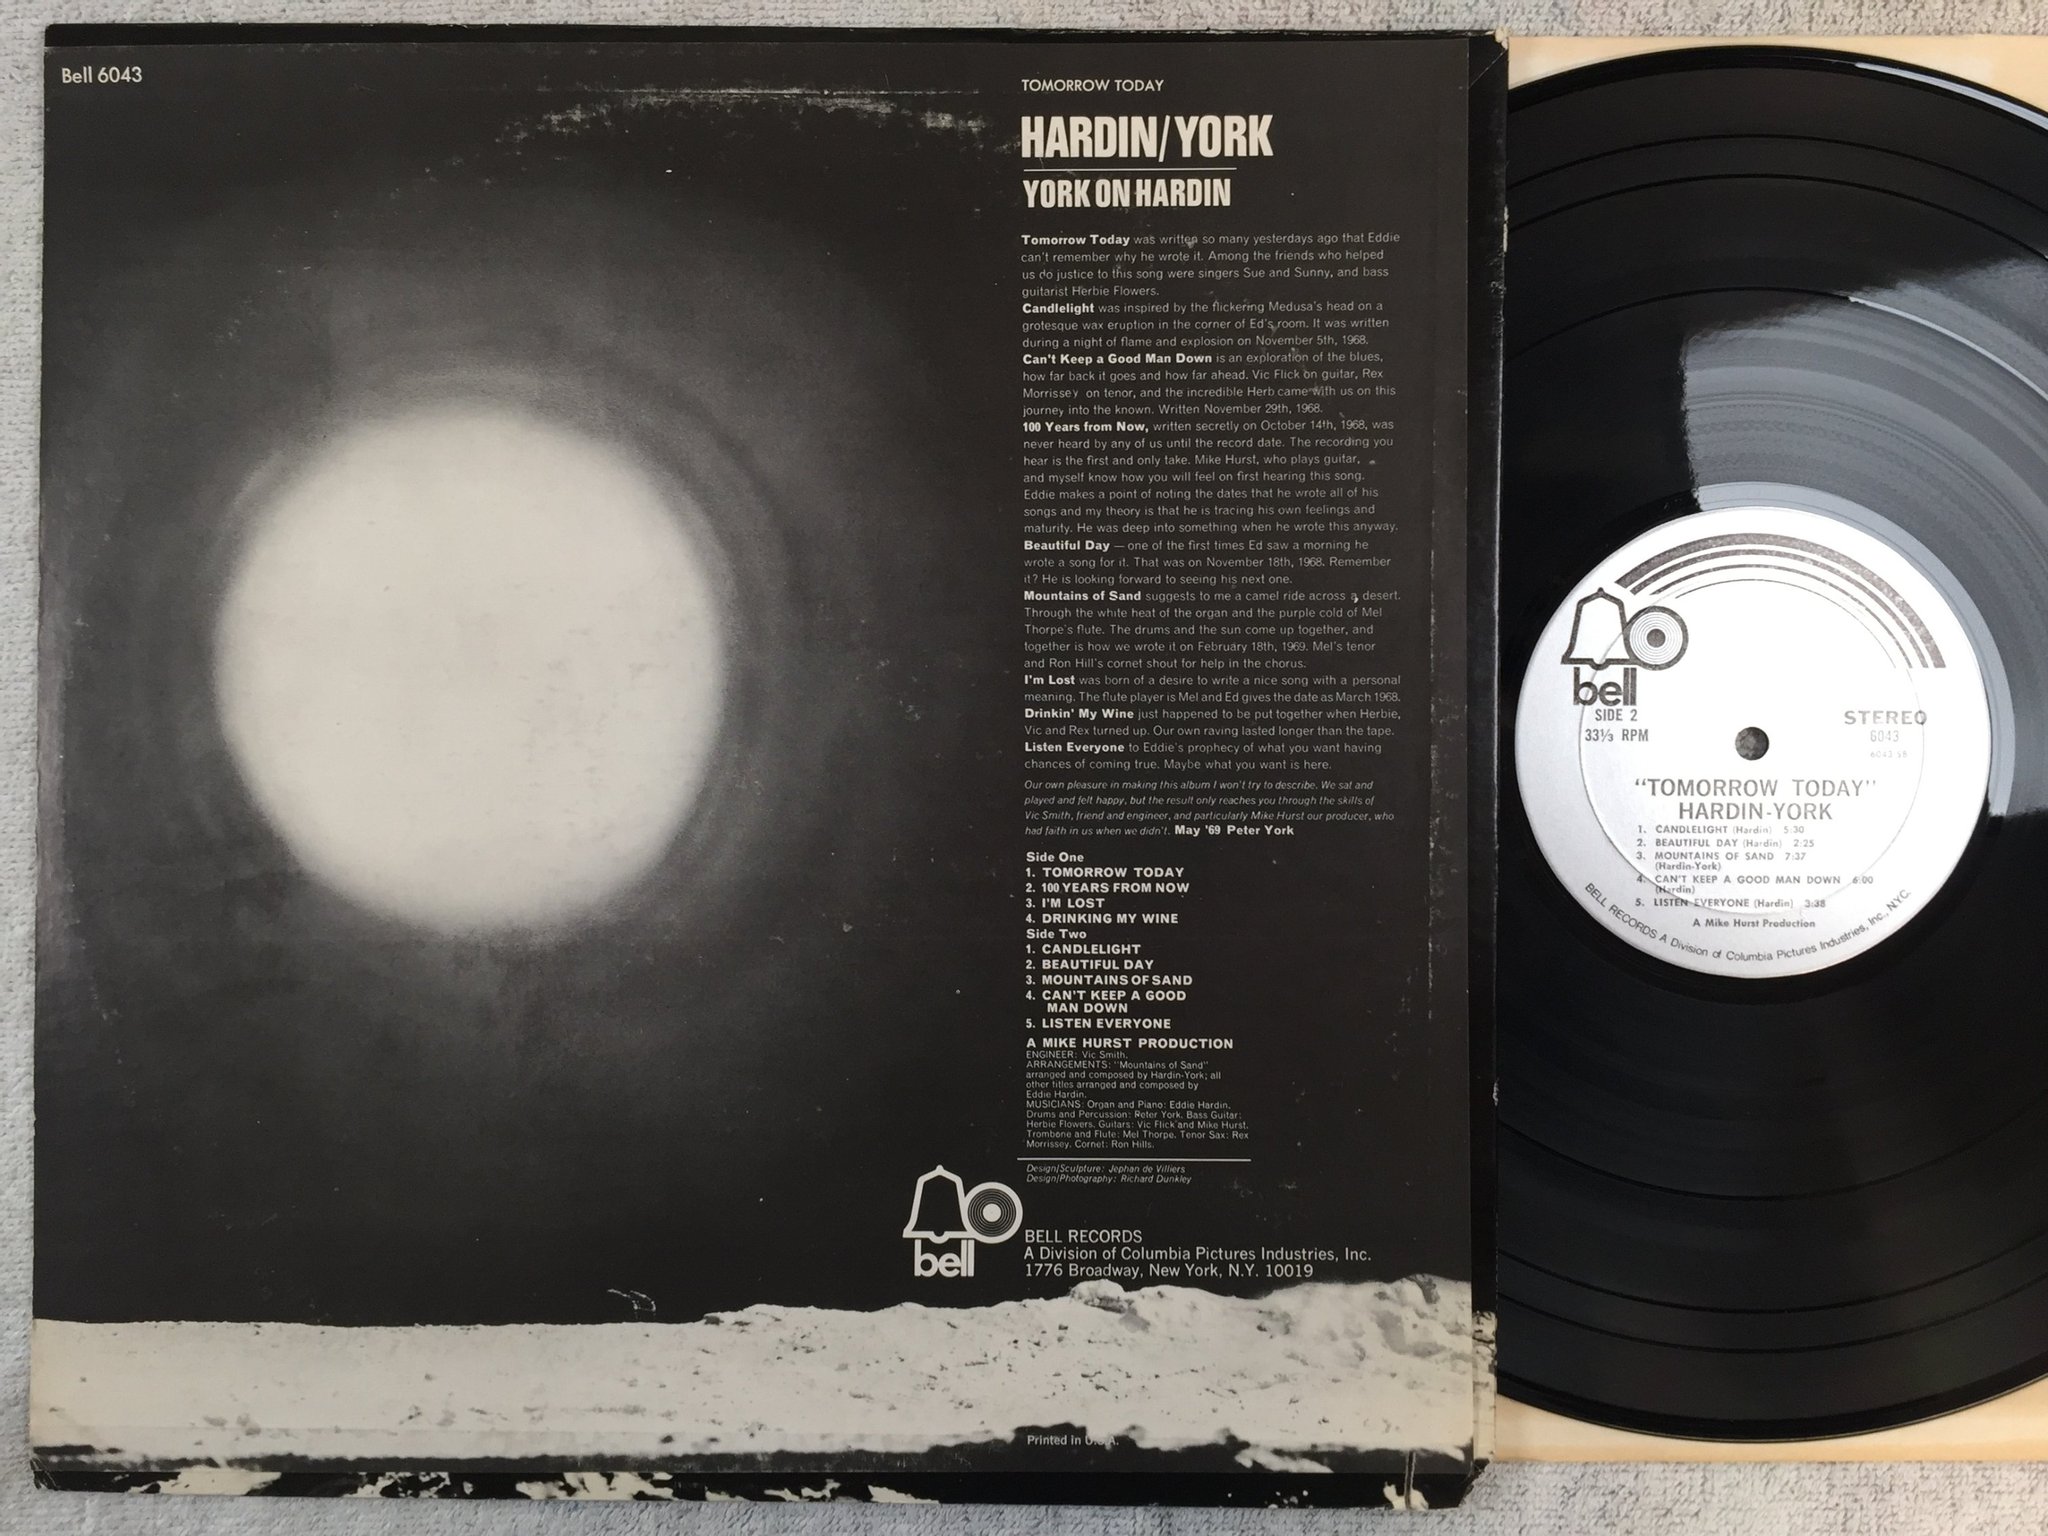 Bell 6043
TOMORROW TODAY
HARDIN/YORK
YORK ON HARDIN
Tomorrow Today was written so many yesterdays ago that Eddie
can't remember why he wrote it. Among the friends who helped
us do justice to this song were singers Sue and Sunny, and bass
guitarist Herbie Flowers.
Candlelight was inspired by the flickering Medusa's head on a
grotesque wax eruption in the corner of Ed's room. It was written
during a night of flame and explosion on November 5th, 1968.
Can't Keep a Good Man Down is an exploration of the blues,
how far back it goes and how far ahead. Vic Flick on guitar, Rex
Morrissey on tenor, and the incredible Herb came with us on this
journey into the known. Written November 29th, 1968.
100 Years from Now, written secretly on October 14th, 1968, was
never heard by any of us until the record date. The recording you
hear is the first and only take. Mike Hurst, who plays guitar,
and myself know how you will feel on first hearing this song.
Eddie makes a point of noting the dates that he wrote all of his
songs and my theory is that he is tracing his own feelings and
maturity. He was deep into something when he wrote this anyway.
Beautiful Day — one of the first times Ed saw a morning he
wrote a song for it. That was on November 18th, 1968. Remember
it? He is looking forward to seeing his next one.
Mountains of Sand suggests to me a camel ride across a desert.
Through the white heat of the organ and the purple cold of Mel
Thorpe's flute. The drums and the sun come up together, and
together is how we wrote it on February 18th, 1969. Mel's tenor
and Ron Hill's cornet shout for help in the chorus.
I'm Lost was born of a desire to write a nice song with a personal
meaning. The flute player is Mel and Ed gives the date as March 1968.
Drinkin' My Wine just happened to be put together when Herbie,
Vic and Rex turned up. Our own raving lasted longer than the tape.
Listen Everyone to Eddie's prophecy of what you want having
chances of coming true. Maybe what you want is here.
Our own pleasure in making this album I won't try to describe. We sat and
played and felt happy, but the result only reaches you through the skills of
Vic Smith, friend and engineer, and particularly Mike Hurst our producer, who
had faith in us when we didn't. May '69 Peter York
Side One
1. TOMORROW TODAY
2. 100 YEARS FROM NOW
3. I'M LOST
4. DRINKING MY WINE
Side Two
1. CANDLELIGHT
2. BEAUTIFUL DAY
3. MOUNTAINS OF SAND
4. CAN'T KEEP A GOOD
MAN DOWN
5. LISTEN EVERYONE
A MIKE HURST PRODUCTION
ENGINEER: Vic Smith.
ARRANGEMENTS: "Mountains of Sand"
arranged and composed by Hardin-York; all
other titles arranged and composed by
Eddie Hardin.
MUSICIANS: Organ and Piano: Eddie Hardin.
Drums and Percussion: Peter York. Bass Guitar:
Herbie Flowers. Guitars: Vic Flick and Mike Hurst.
Trombone and Flute: Mel Thorpe. Tenor Sax: Rex
Morrissey. Cornet: Ron Hills.
Design/Sculpture: Jephan de Villiers
Design/Photography: Richard Dunkley
bell
BELL RECORDS
A Division of Columbia Pictures Industries, Inc.
1776 Broadway, New York, N.Y. 10019
Printed in U.S.A.
bell
SIDE 2
33⅓ RPM
STEREO
6043
6043 SB
"TOMORROW TODAY"
HARDIN-YORK
1. CANDLELIGHT (Hardin) 5:30
2. BEAUTIFUL DAY (Hardin) 2:25
3. MOUNTAINS OF SAND 7:37
(Hardin-York)
4. CAN'T KEEP A GOOD MAN DOWN 6:00
(Hardin)
5. LISTEN EVERYONE (Hardin) 3:38
A Mike Hurst Production
BELL RECORDS A Division of Columbia Pictures Industries, Inc., N.Y.C.